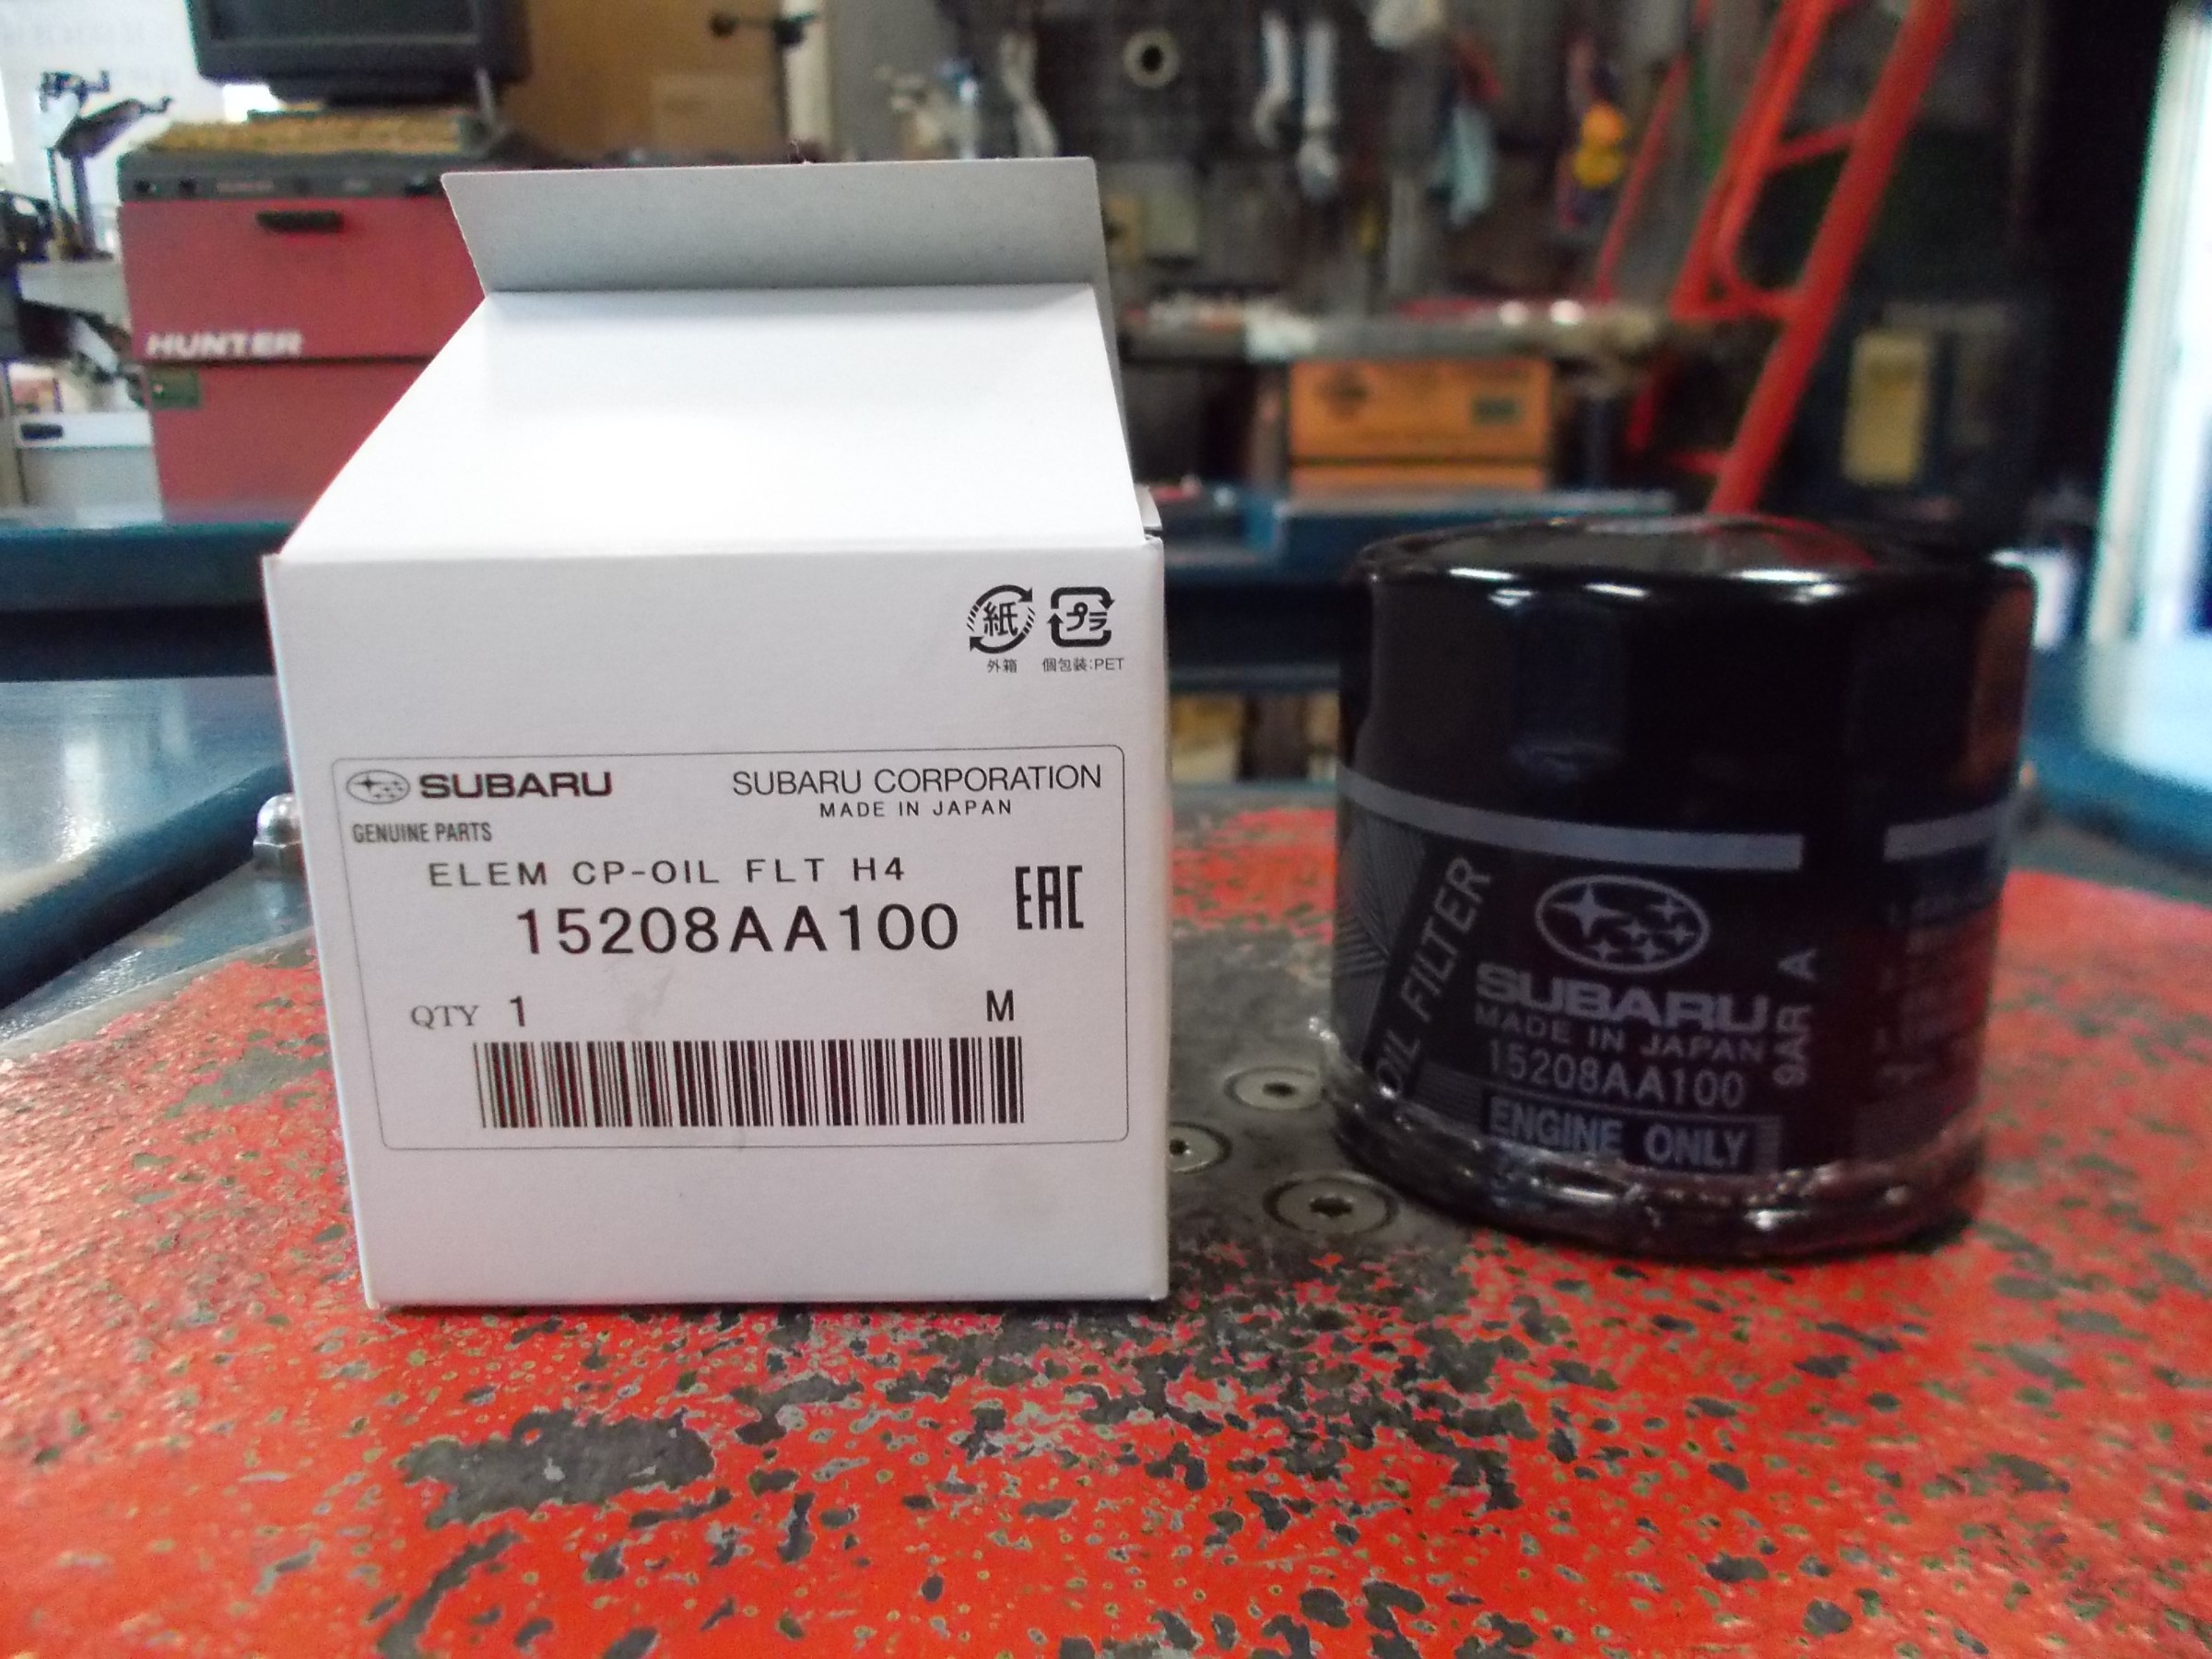 HUNTER
紙
プラ
外箱
個包装:PET
SUBARU
SUBARU CORPORATION
MADE IN JAPAN
GENUINE PARTS
ELEM CP-OIL FLT H4
15208AA100
EAC
QTY 1
M
OIL FILTER
SUBARU
MADE IN JAPAN
15208AA100
ENGINE ONLY
9AR A